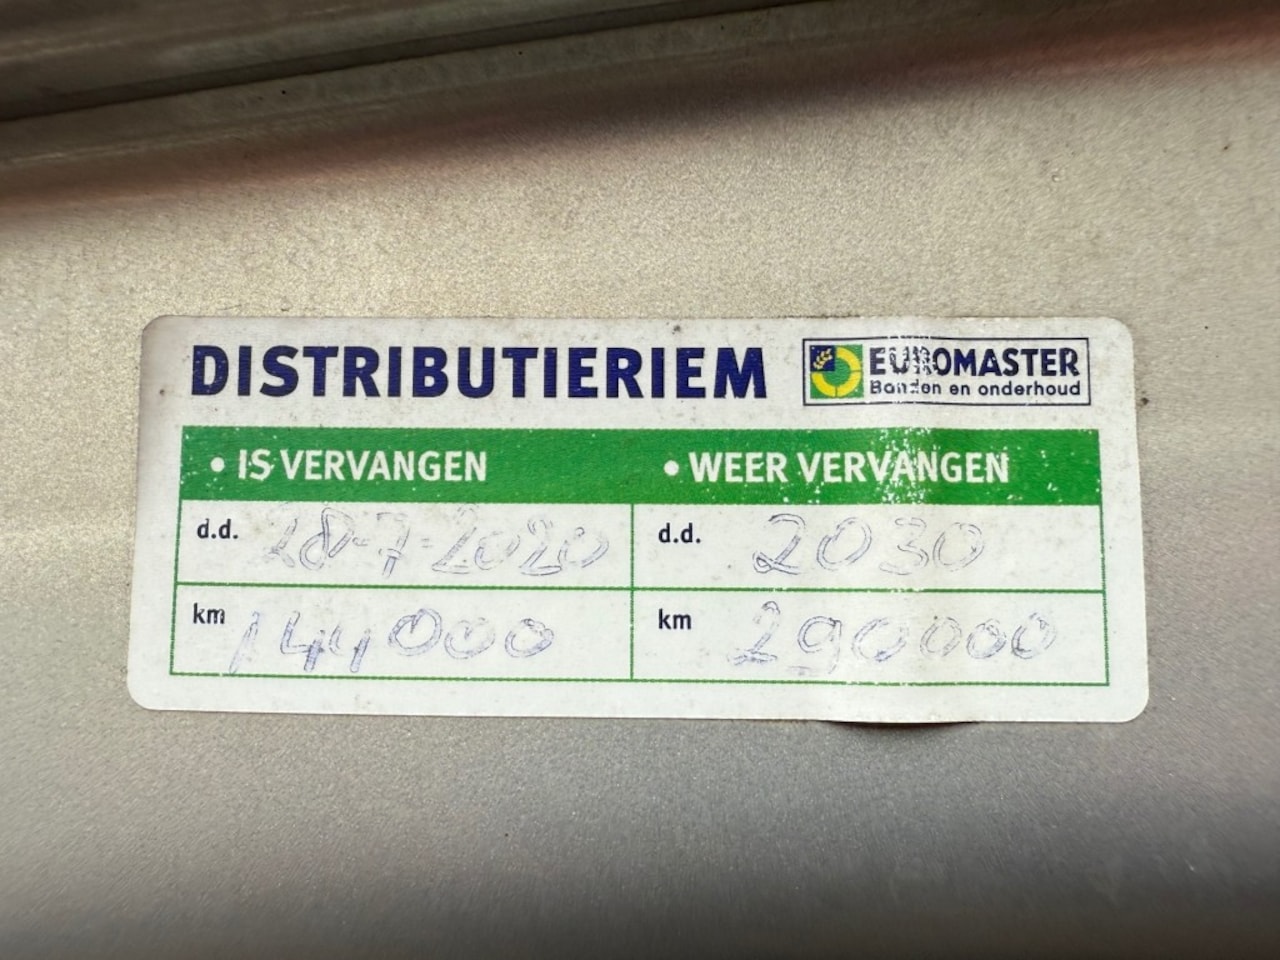 DISTRIBUTIERIEM
EUROMASTER
Banden en onderhoud
• IS VERVANGEN
• WEER VERVANGEN
d.d. 28-7-2020
d.d. 2030
km 144000
km 290000